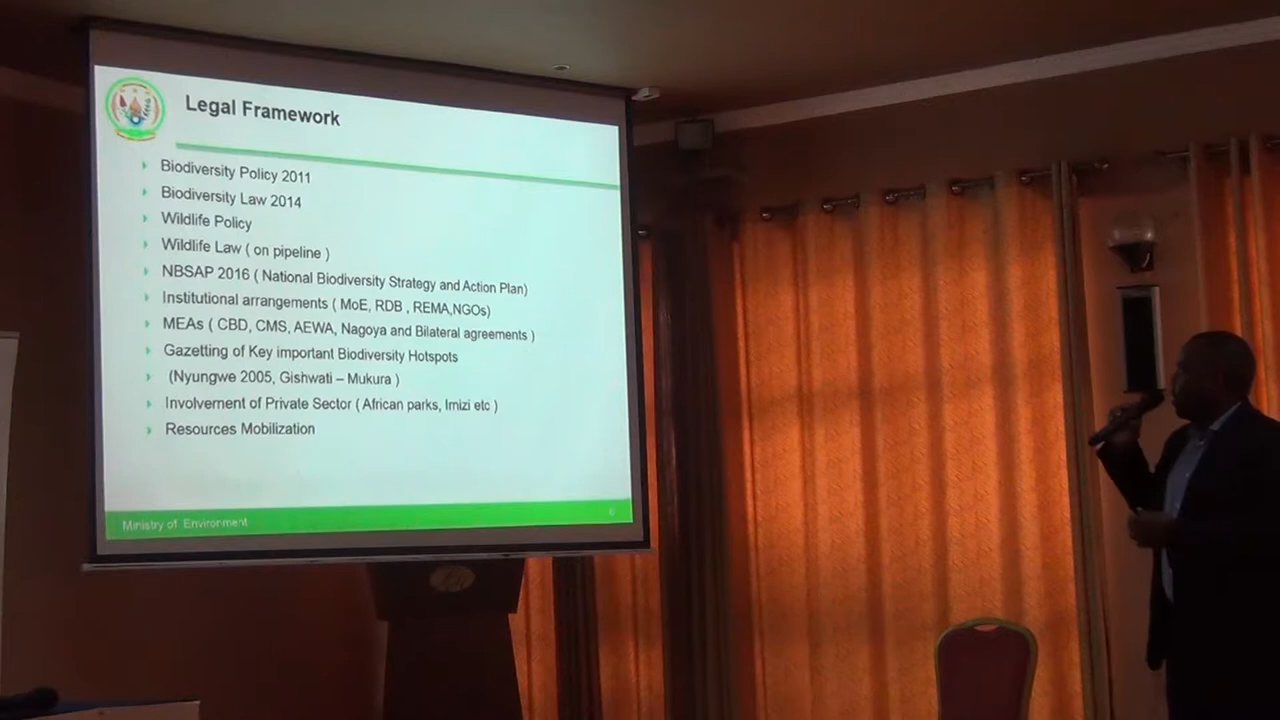 Legal Framework
Biodiversity Policy 2011
Biodiversity Law 2014
Wildlife Policy
Wildlife Law ( on pipeline )
NBSAP 2016 ( National Biodiversity Strategy and Action Plan)
Institutional arrangements ( MoE, RDB , REMA,NGOs)
MEAs ( CBD, CMS, AEWA, Nagoya and Bilateral agreements )
Gazetting of Key important Biodiversity Hotspots
(Nyungwe 2005, Gishwati – Mukura )
Involvement of Private Sector ( African parks, Imizi etc )
Resources Mobilization
Ministry of Environment